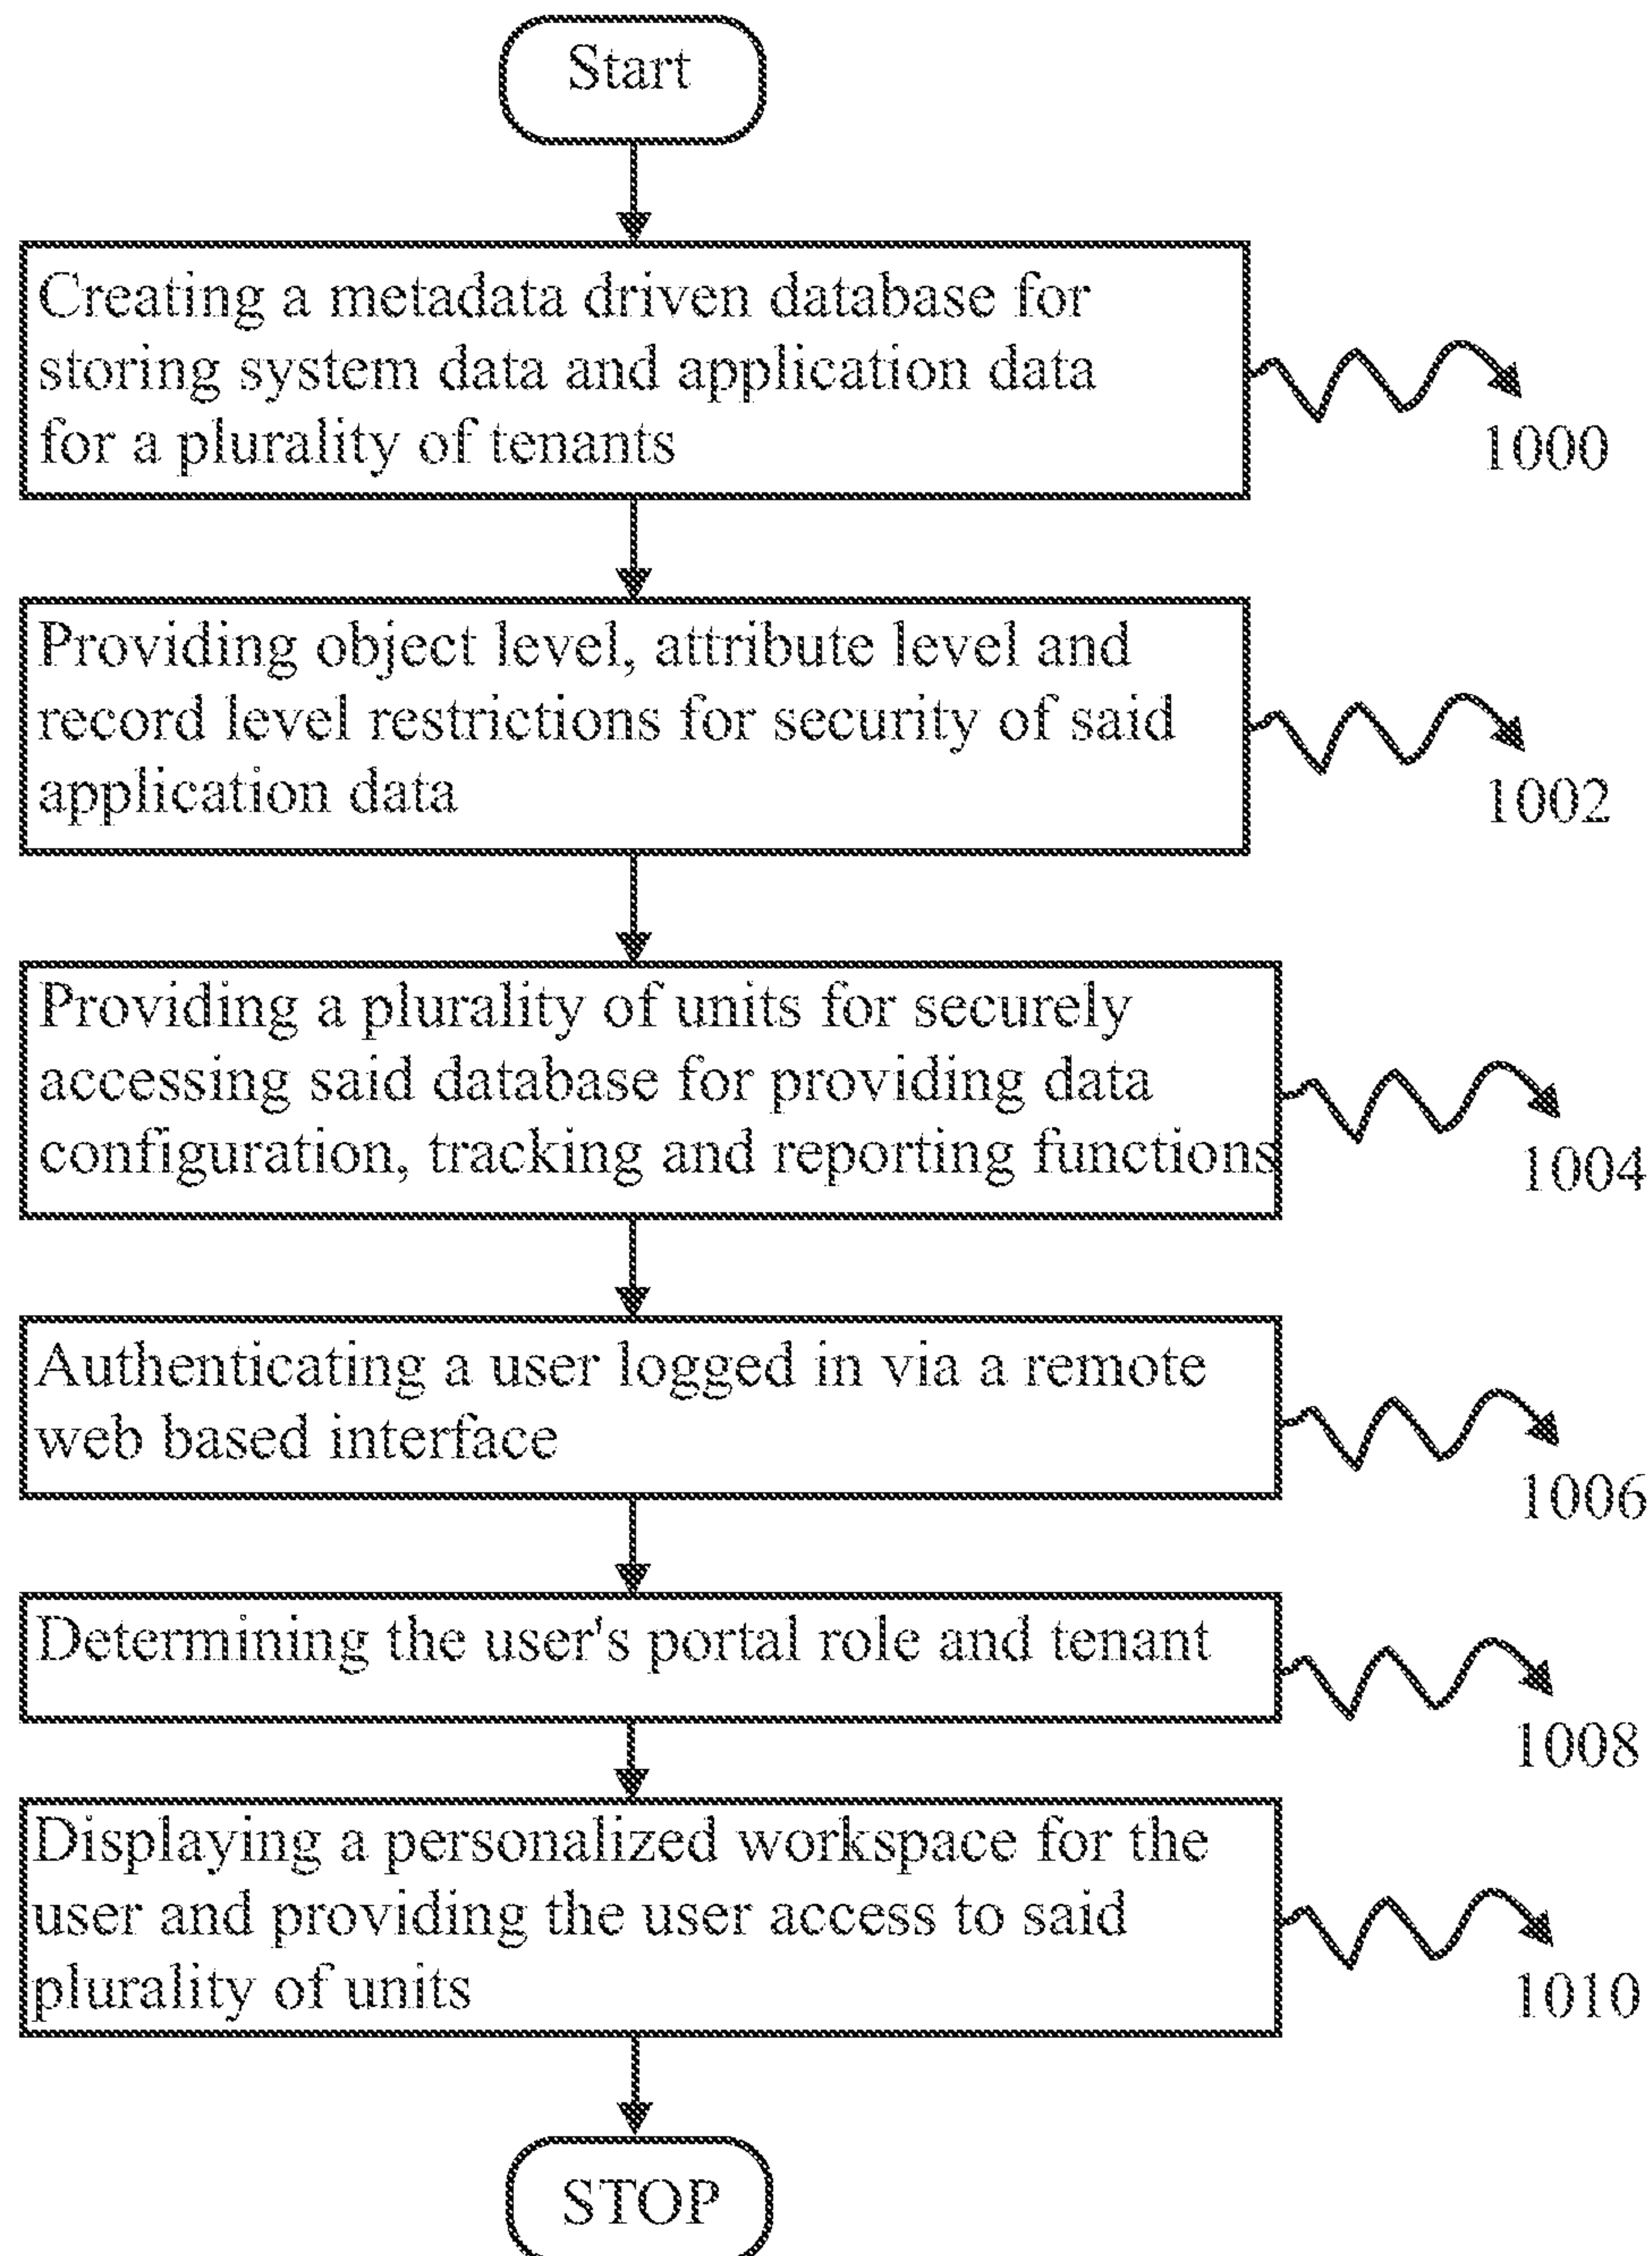 Start
Creating a metadata driven database for
storing system data and application data
for a plurality of tenants
1000
Providing object level, attribute level and
record level restrictions for security of said
application data
1002
Providing a plurality of units for securely
accessing said database for providing data
configuration, tracking and reporting functions
1004
Authenticating a user logged in via a remote
web based interface
1006
Determining the user's portal role and tenant
1008
Displaying a personalized workspace for the
user and providing the user access to said
plurality of units
1010
STOP